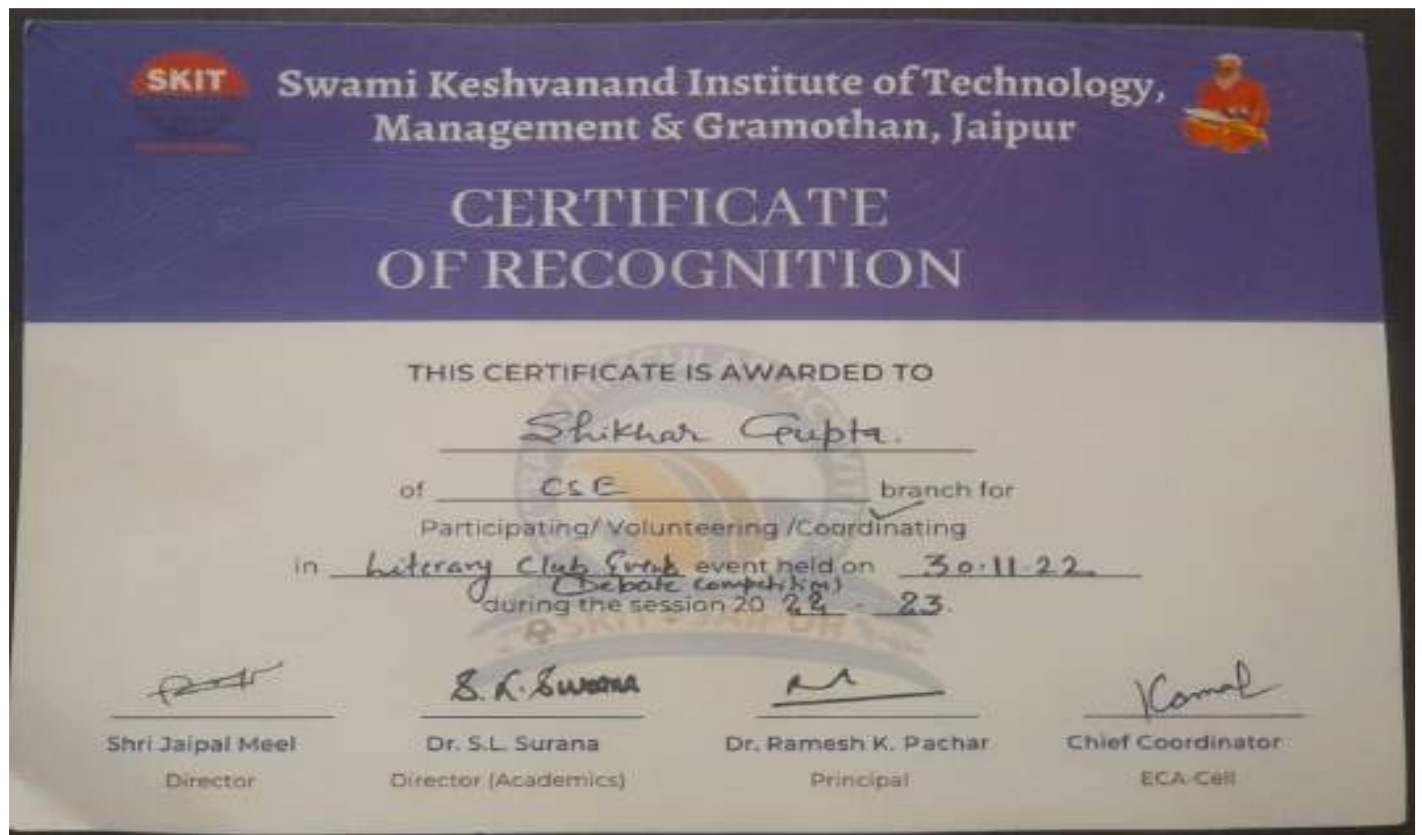 SKIT
Swami Keshvanand Institute of Technology,
Management & Gramothan, Jaipur
CERTIFICATE
OF RECOGNITION
THIS CERTIFICATE IS AWARDED TO
Shikhar Gupta.
of CSE branch for
Participating/ Volunteering /Coordinating
in Literary Club Event event held on 30.11.22
(Debate Competition)
during the session 20 22 - 23
SKIT JAIPUR
S. L. Surana
Kamal
Shri Jaipal Meel
Dr. S.L. Surana
Dr. Ramesh K. Pachar
Chief Coordinator
Director
Director (Academics)
Principal
ECA-Cell